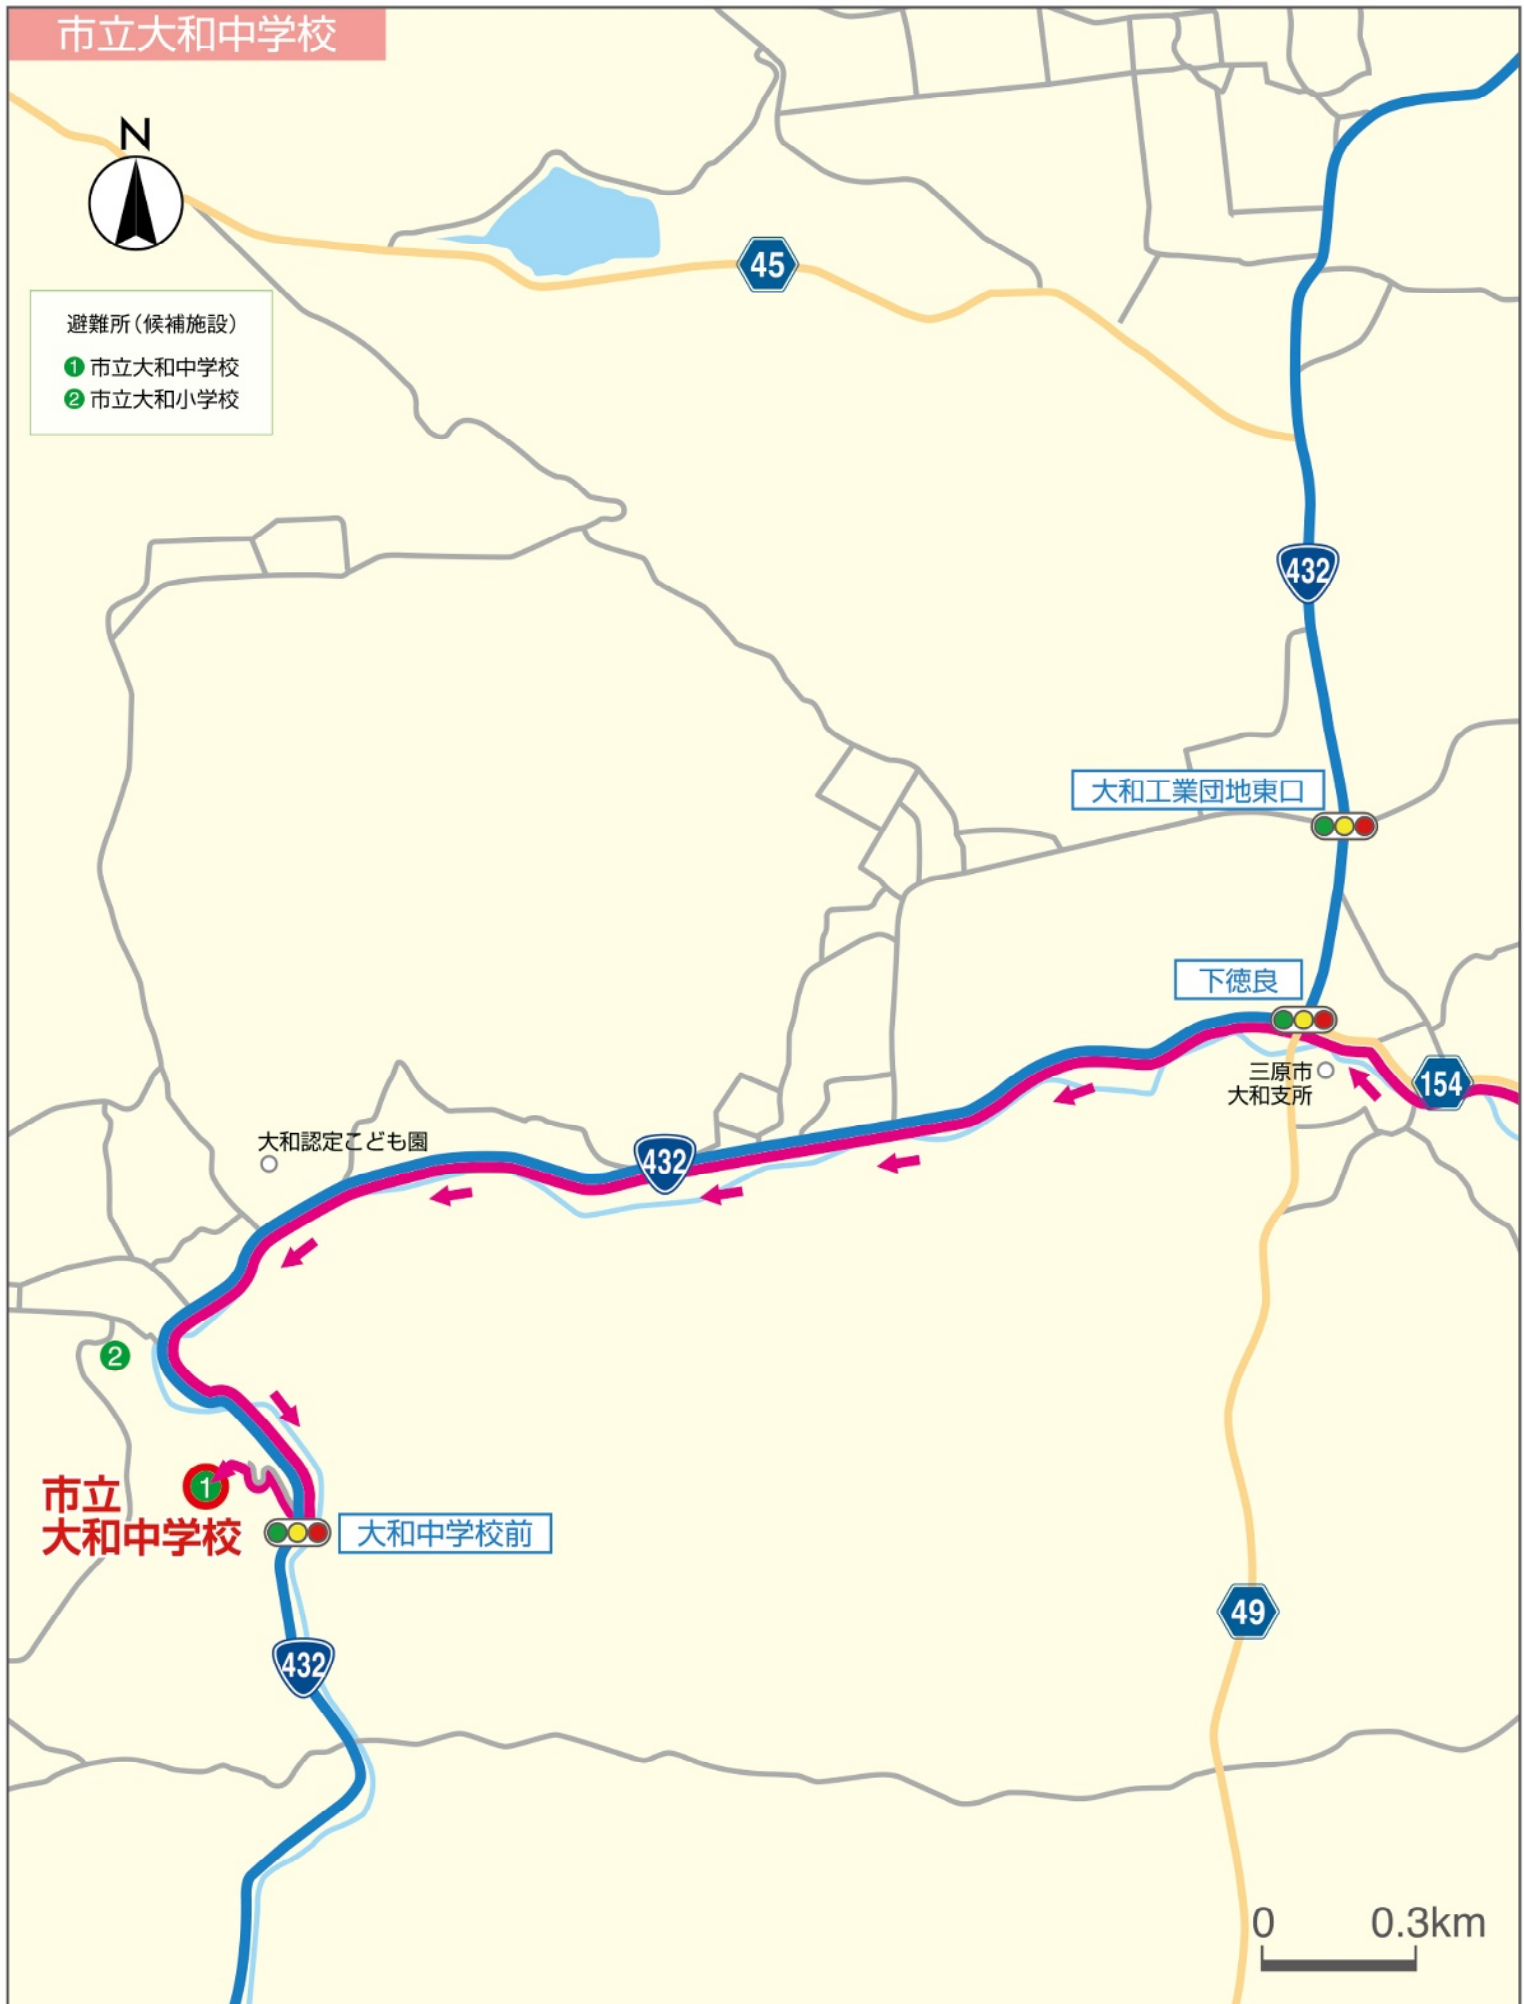 市立大和中学校
N
45
避難所（候補施設）
1 市立大和中学校
2 市立大和小学校
432
大和工業団地東口
下徳良
三原市
大和支所
154
大和認定こども園
432
2
1
市立
大和中学校
大和中学校前
49
432
0 0.3km